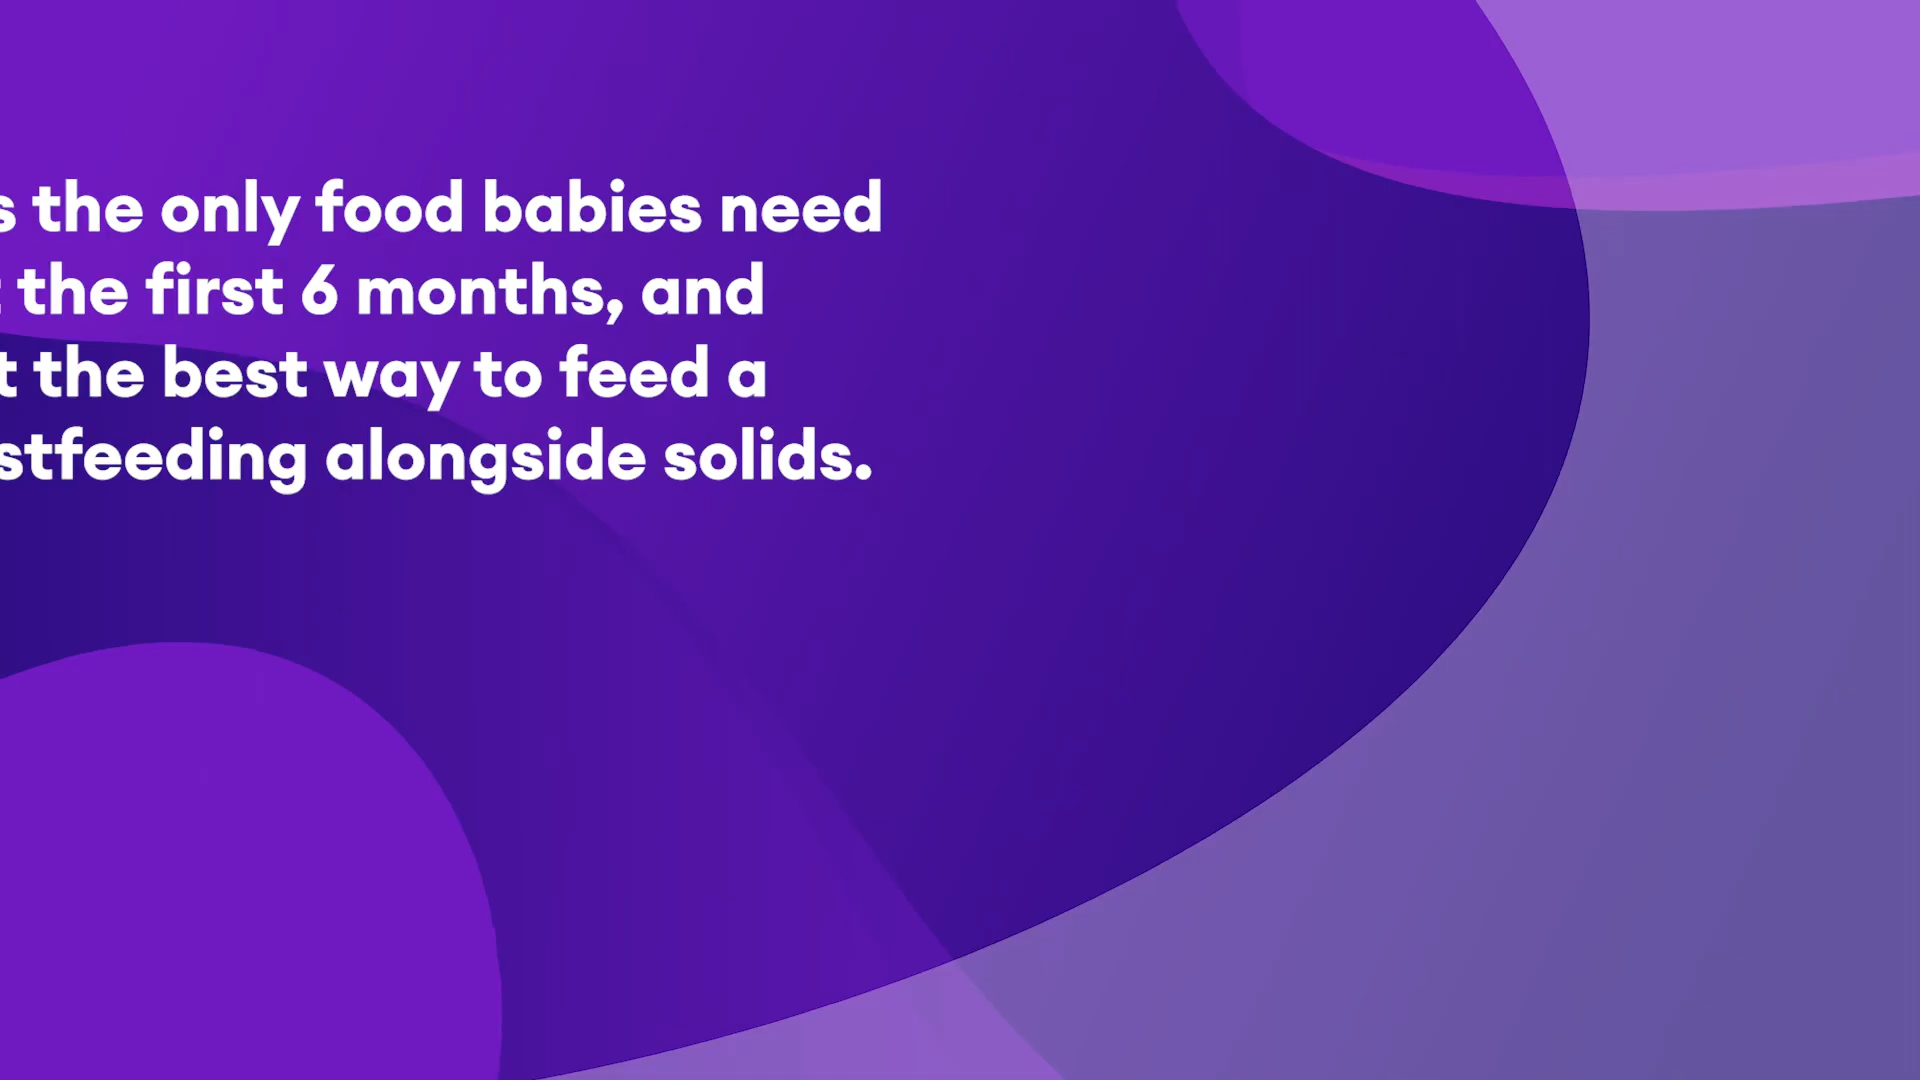 the only food babies need
the first 6 months, and
the best way to feed a
stfeeding alongside solids.